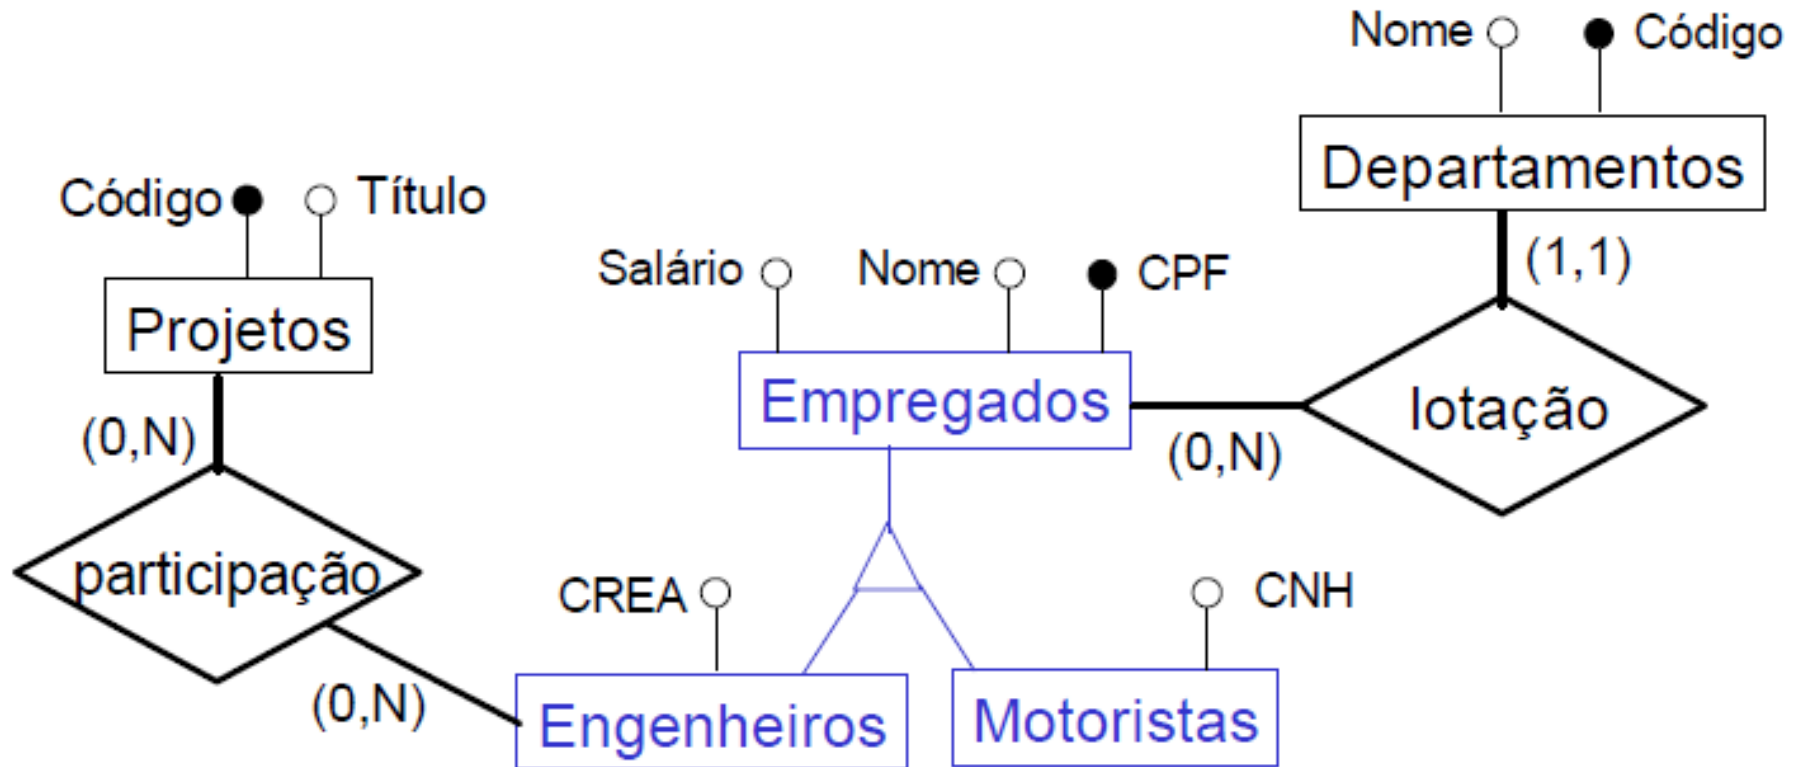 Nome
Código
Departamentos
(1,1)
Código
Título
Projetos
(0,N)
participação
(0,N)
Salário
Nome
CPF
Empregados
(0,N)
lotação
CREA
CNH
Engenheiros
Motoristas